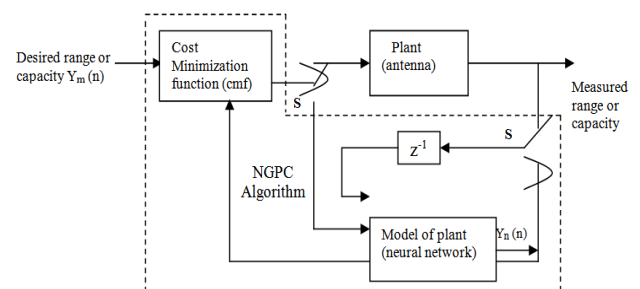 Desired range or
capacity Yₘ (n)
Cost
Minimization
function (cmf)
S
Plant
(antenna)
Measured
range or
capacity
S
Z⁻¹
NGPC
Algorithm
Model of plant
(neural network)
Yₙ (n)